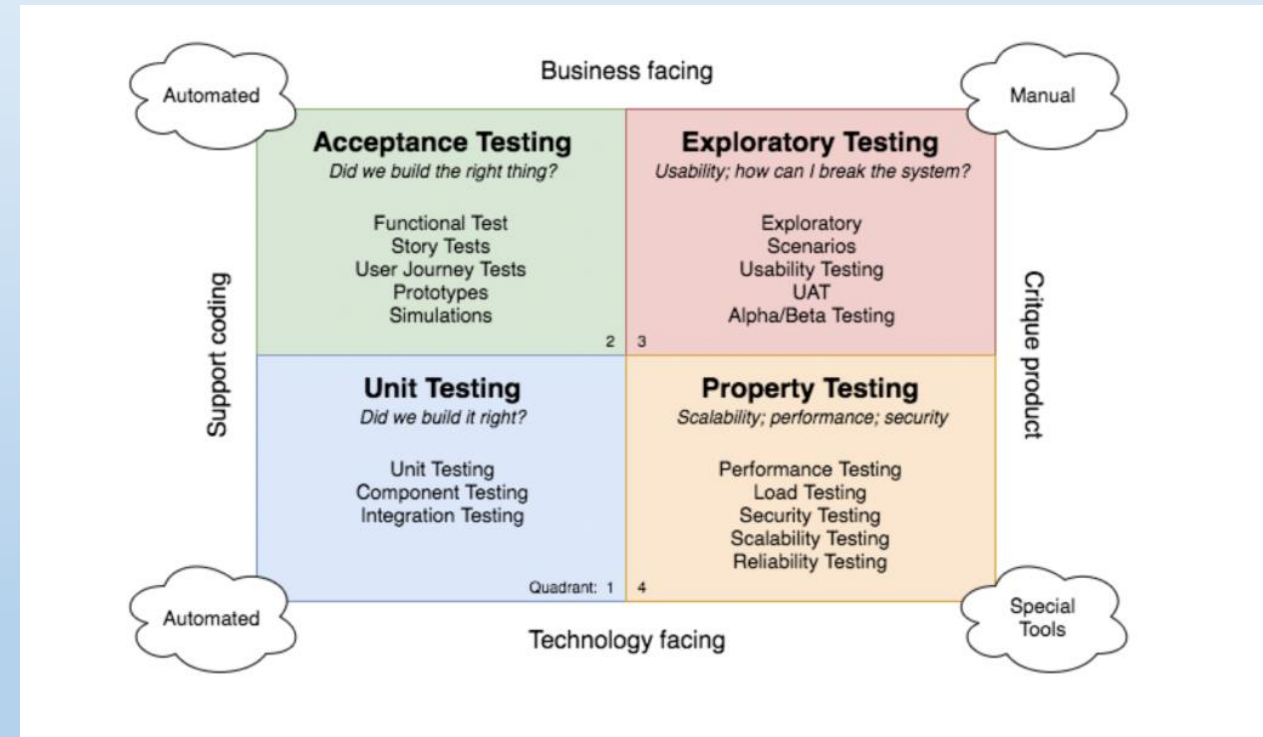 Business facing
Automated
Manual
Acceptance Testing
Did we build the right thing?
Functional Test
Story Tests
User Journey Tests
Prototypes
Simulations
2
Exploratory Testing
Usability; how can I break the system?
Exploratory
Scenarios
Usability Testing
UAT
Alpha/Beta Testing
3
Support coding
Critque product
Unit Testing
Did we build it right?
Unit Testing
Component Testing
Integration Testing
Quadrant: 1
Property Testing
Scalability; performance; security
Performance Testing
Load Testing
Security Testing
Scalability Testing
Reliability Testing
4
Automated
Special
Tools
Technology facing